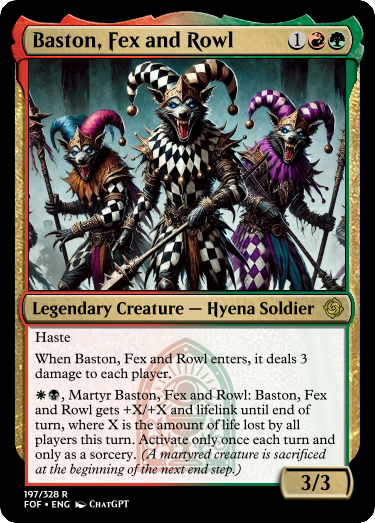 Baston, Fex and Rowl 1
Legendary Creature — Hyena Soldier
Haste
When Baston, Fex and Rowl enters, it deals 3
damage to each player.
, Martyr Baston, Fex and Rowl: Baston, Fex
and Rowl gets +X/+X and lifelink until end of
turn, where X is the amount of life lost by all
players this turn. Activate only once each turn and
only as a sorcery. (A martyred creature is sacrificed
at the beginning of the next end step.)
3/3
197/328 R
FOF • ENG ChatGPT